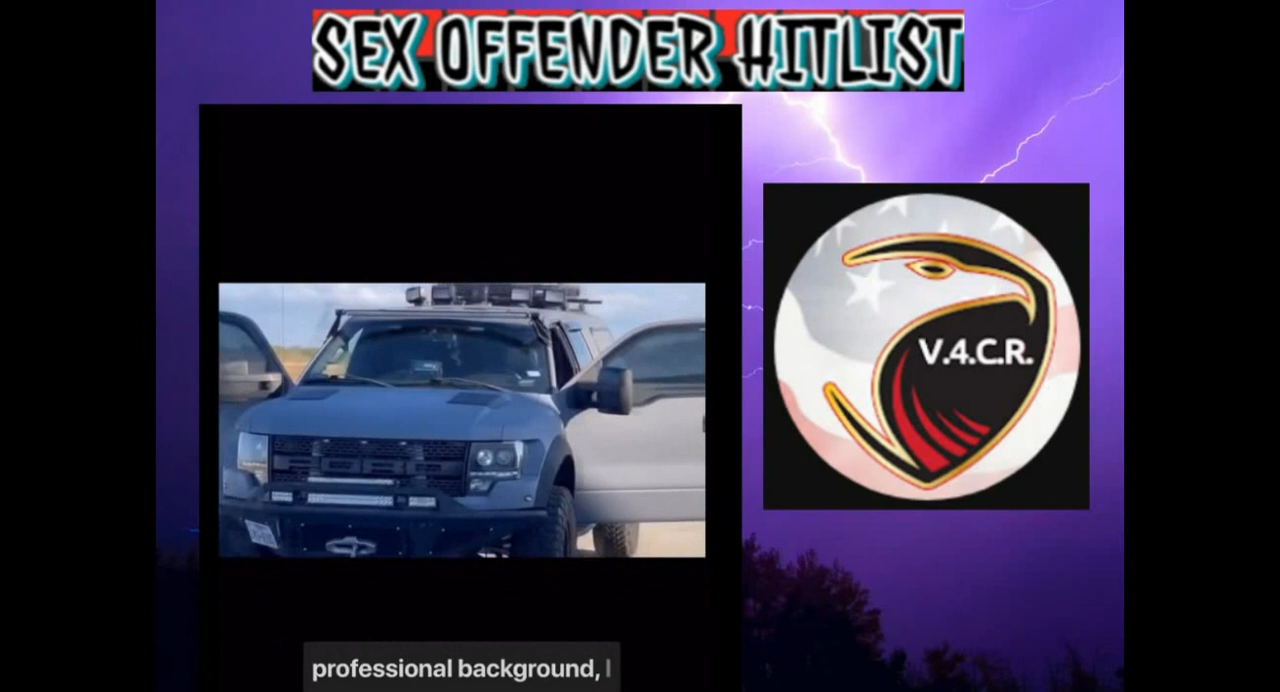 SEX OFFENDER HITLIST
V.4.C.R.
professional background, I